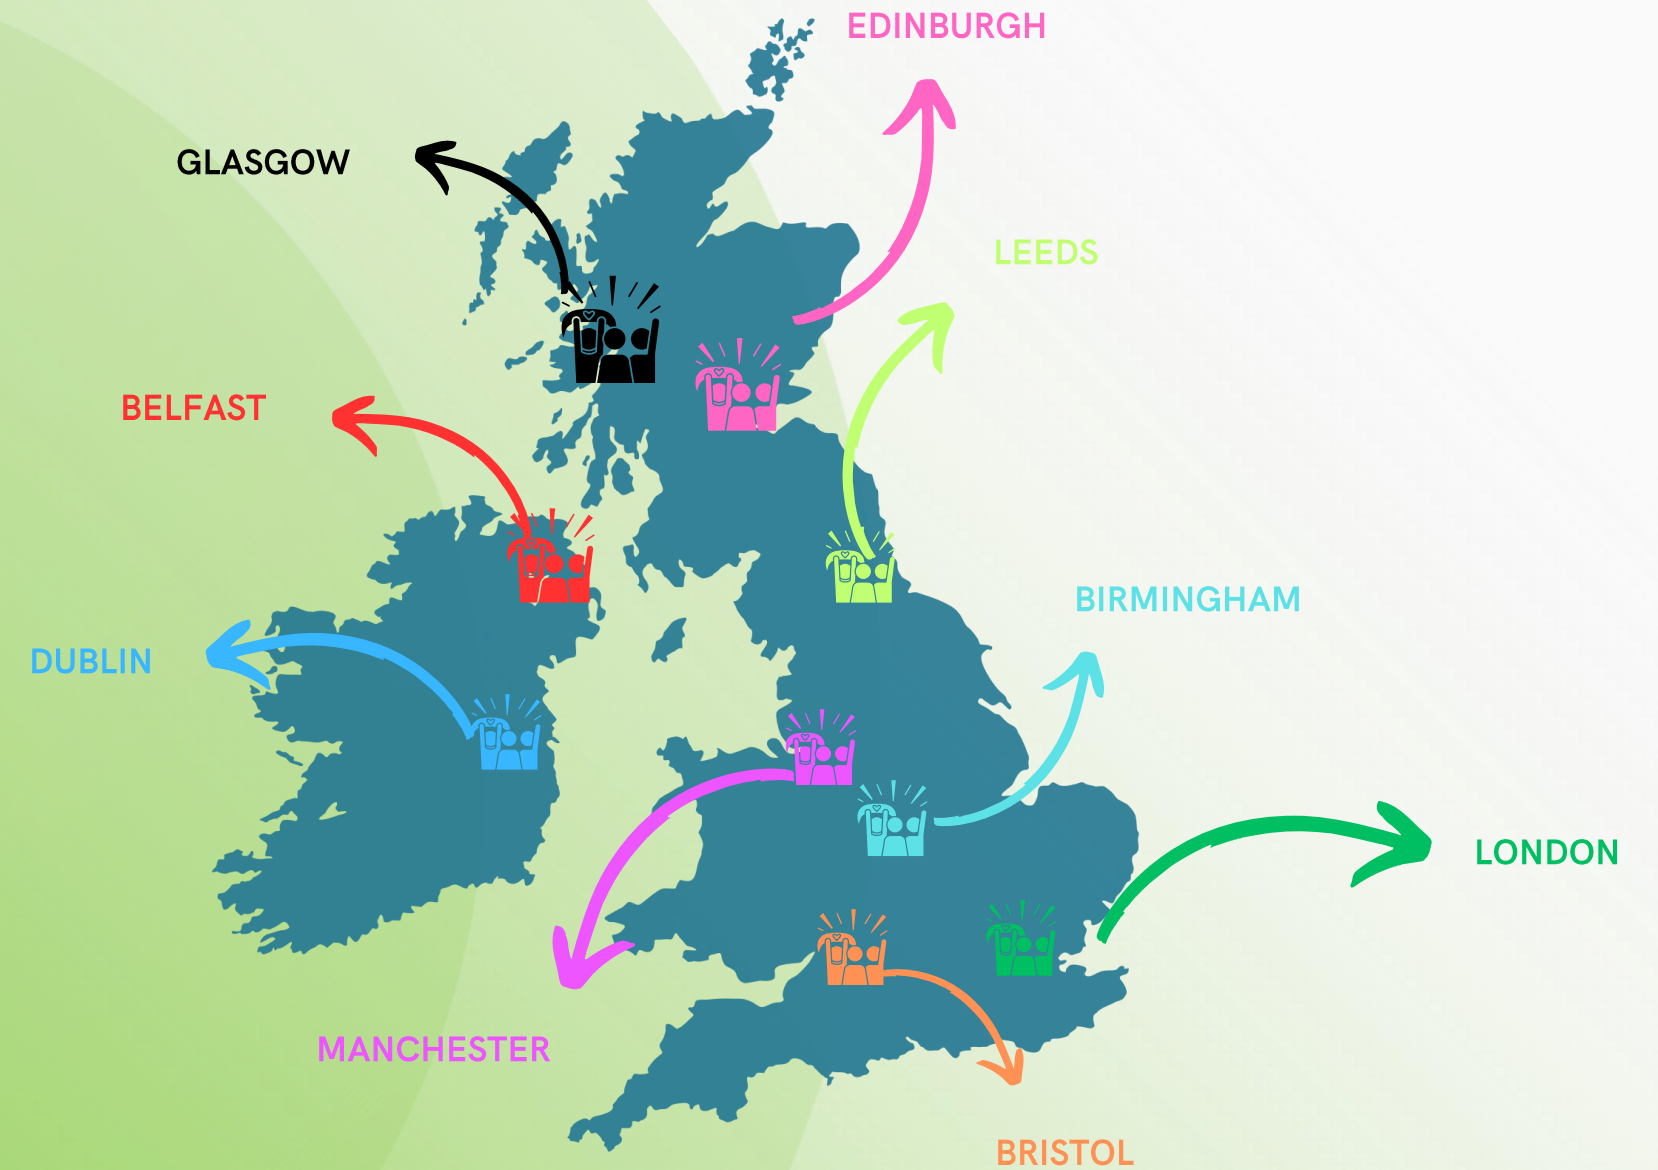 EDINBURGH
GLASGOW
LEEDS
BELFAST
BIRMINGHAM
DUBLIN
LONDON
MANCHESTER
BRISTOL